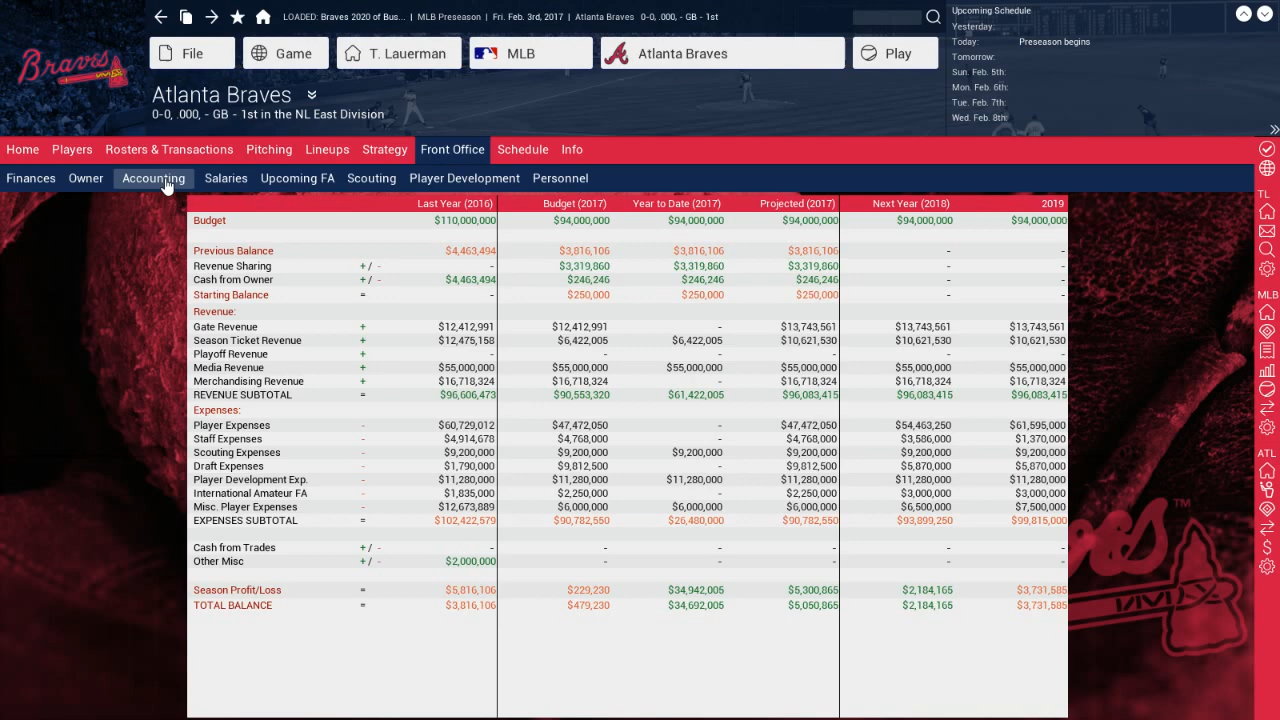 LOADED: Braves 2020 of Bus... | MLB Preseason | Fri. Feb. 3rd, 2017 | Atlanta Braves 0-0, .000, - GB - 1st
Upcoming Schedule
Yesterday:
Today: Preseason begins
Tomorrow:
Sun. Feb. 5th:
Mon. Feb. 6th:
Tue. Feb. 7th:
Wed. Feb. 8th:
Braves
File Game T. Lauerman MLB Atlanta Braves Play
Atlanta Braves
0-0, .000, - GB - 1st in the NL East Division
Home Players Rosters & Transactions Pitching Lineups Strategy Front Office Schedule Info
Finances Owner Accounting Salaries Upcoming FA Scouting Player Development Personnel
Last Year (2016) Budget (2017) Year to Date (2017) Projected (2017) Next Year (2018) 2019
Budget $110,000,000 $94,000,000 $94,000,000 $94,000,000 $94,000,000 $94,000,000
Previous Balance $4,463,494 $3,816,106 $3,816,106 $3,816,106 - -
Revenue Sharing + / - - $3,319,860 $3,319,860 $3,319,860 - -
Cash from Owner + / - $4,463,494 $246,246 $246,246 $246,246 - -
Starting Balance = - $250,000 $250,000 $250,000 - -
Revenue:
Gate Revenue + $12,412,991 $12,412,991 - $13,743,561 $13,743,561 $13,743,561
Season Ticket Revenue + $12,475,158 $6,422,005 $6,422,005 $10,621,530 $10,621,530 $10,621,530
Playoff Revenue + - - - - - -
Media Revenue + $55,000,000 $55,000,000 $55,000,000 $55,000,000 $55,000,000 $55,000,000
Merchandising Revenue + $16,718,324 $16,718,324 - $16,718,324 $16,718,324 $16,718,324
REVENUE SUBTOTAL = $96,606,473 $90,553,320 $61,422,005 $96,083,415 $96,083,415 $96,083,415
Expenses:
Player Expenses - $60,729,012 $47,472,050 - $47,472,050 $54,463,250 $61,595,000
Staff Expenses - $4,914,678 $4,768,000 - $4,768,000 $3,586,000 $1,370,000
Scouting Expenses - $9,200,000 $9,200,000 $9,200,000 $9,200,000 $9,200,000 $9,200,000
Draft Expenses - $1,790,000 $9,812,500 - $9,812,500 $5,870,000 $5,870,000
Player Development Exp. - $11,280,000 $11,280,000 $11,280,000 $11,280,000 $11,280,000 $11,280,000
International Amateur FA - $1,835,000 $2,250,000 - $2,250,000 $3,000,000 $3,000,000
Misc. Player Expenses - $12,673,889 $6,000,000 $6,000,000 $6,000,000 $6,500,000 $7,500,000
EXPENSES SUBTOTAL = $102,422,579 $90,782,550 $26,480,000 $90,782,550 $93,899,250 $99,815,000
Cash from Trades + / - - - - - - -
Other Misc + / - $2,000,000 - - - - -
Season Profit/Loss = $5,816,106 $229,230 $34,942,005 $5,300,865 $2,184,165 $3,731,585
TOTAL BALANCE = $3,816,106 $479,230 $34,692,005 $5,050,865 $2,184,165 $3,731,585
TL
MLB
ATL
TM